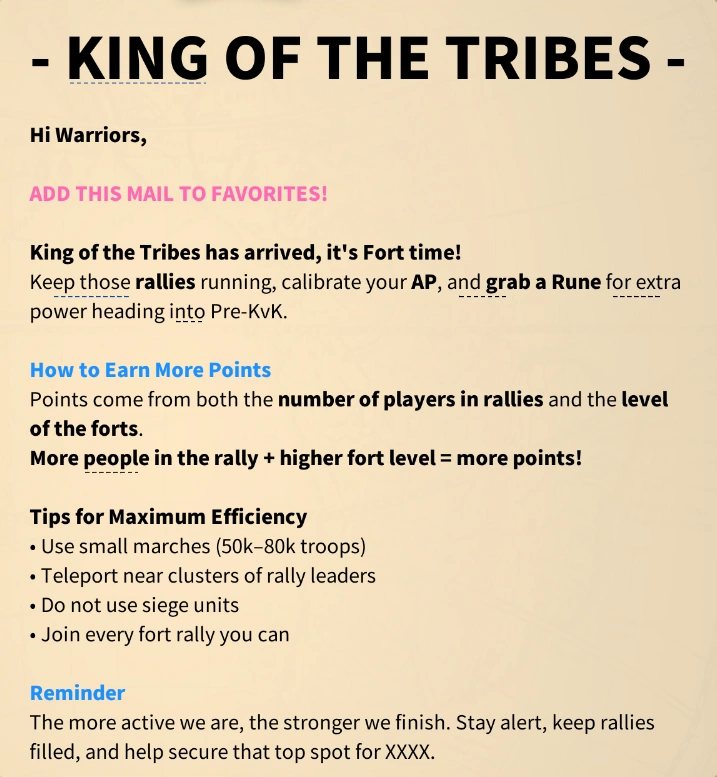 - KING OF THE TRIBES -
Hi Warriors,
ADD THIS MAIL TO FAVORITES!
King of the Tribes has arrived, it's Fort time!
Keep those rallies running, calibrate your AP, and grab a Rune for extra
power heading into Pre-KvK.
How to Earn More Points
Points come from both the number of players in rallies and the level
of the forts.
More people in the rally + higher fort level = more points!
Tips for Maximum Efficiency
• Use small marches (50k–80k troops)
• Teleport near clusters of rally leaders
• Do not use siege units
• Join every fort rally you can
Reminder
The more active we are, the stronger we finish. Stay alert, keep rallies
filled, and help secure that top spot for XXXX.